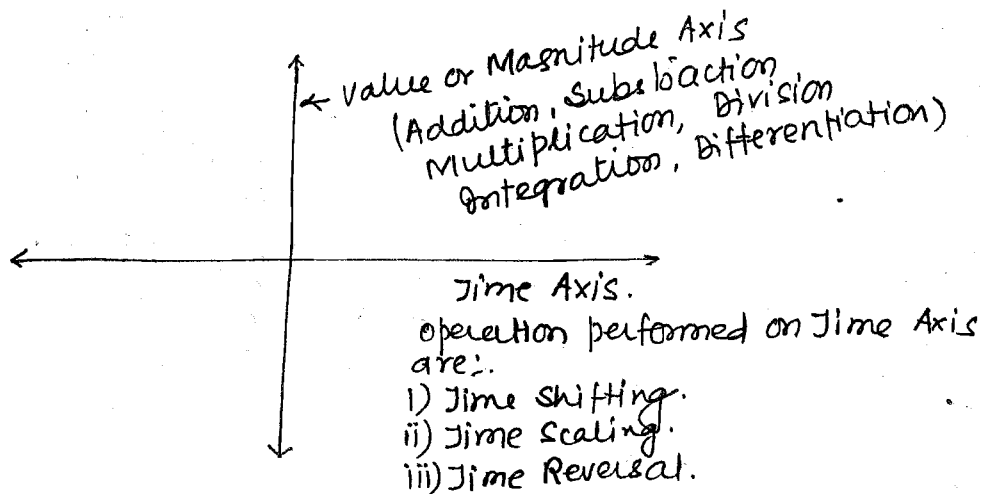 Value or Magnitude Axis
(Addition, Substraction
Multiplication, Division
Integration, Differentiation)
Time Axis.
operation performed on Time Axis
are:.
i) Time Shifting.
ii) Time Scaling.
iii) Time Reversal.